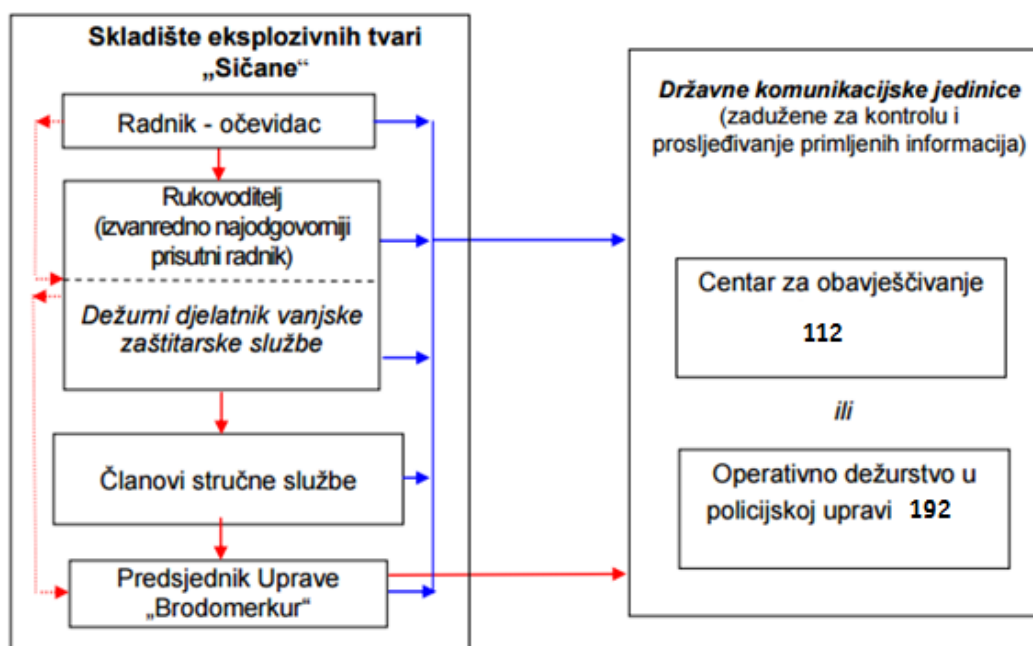 Skladište eksplozivnih tvari
„Sičane“
Radnik - očevidac
Rukovoditelj
(izvanredno najodgovorniji
prisutni radnik)
Dežurni djelatnik vanjske
zaštitarske službe
Članovi stručne službe
Predsjednik Uprave
„Brodomerkur“
Državne komunikacijske jedinice
(zadužene za kontrolu i
prosljeđivanje primljenih informacija)
Centar za obavješčivanje
112
ili
Operativno dežurstvo u
policijskoj upravi 192